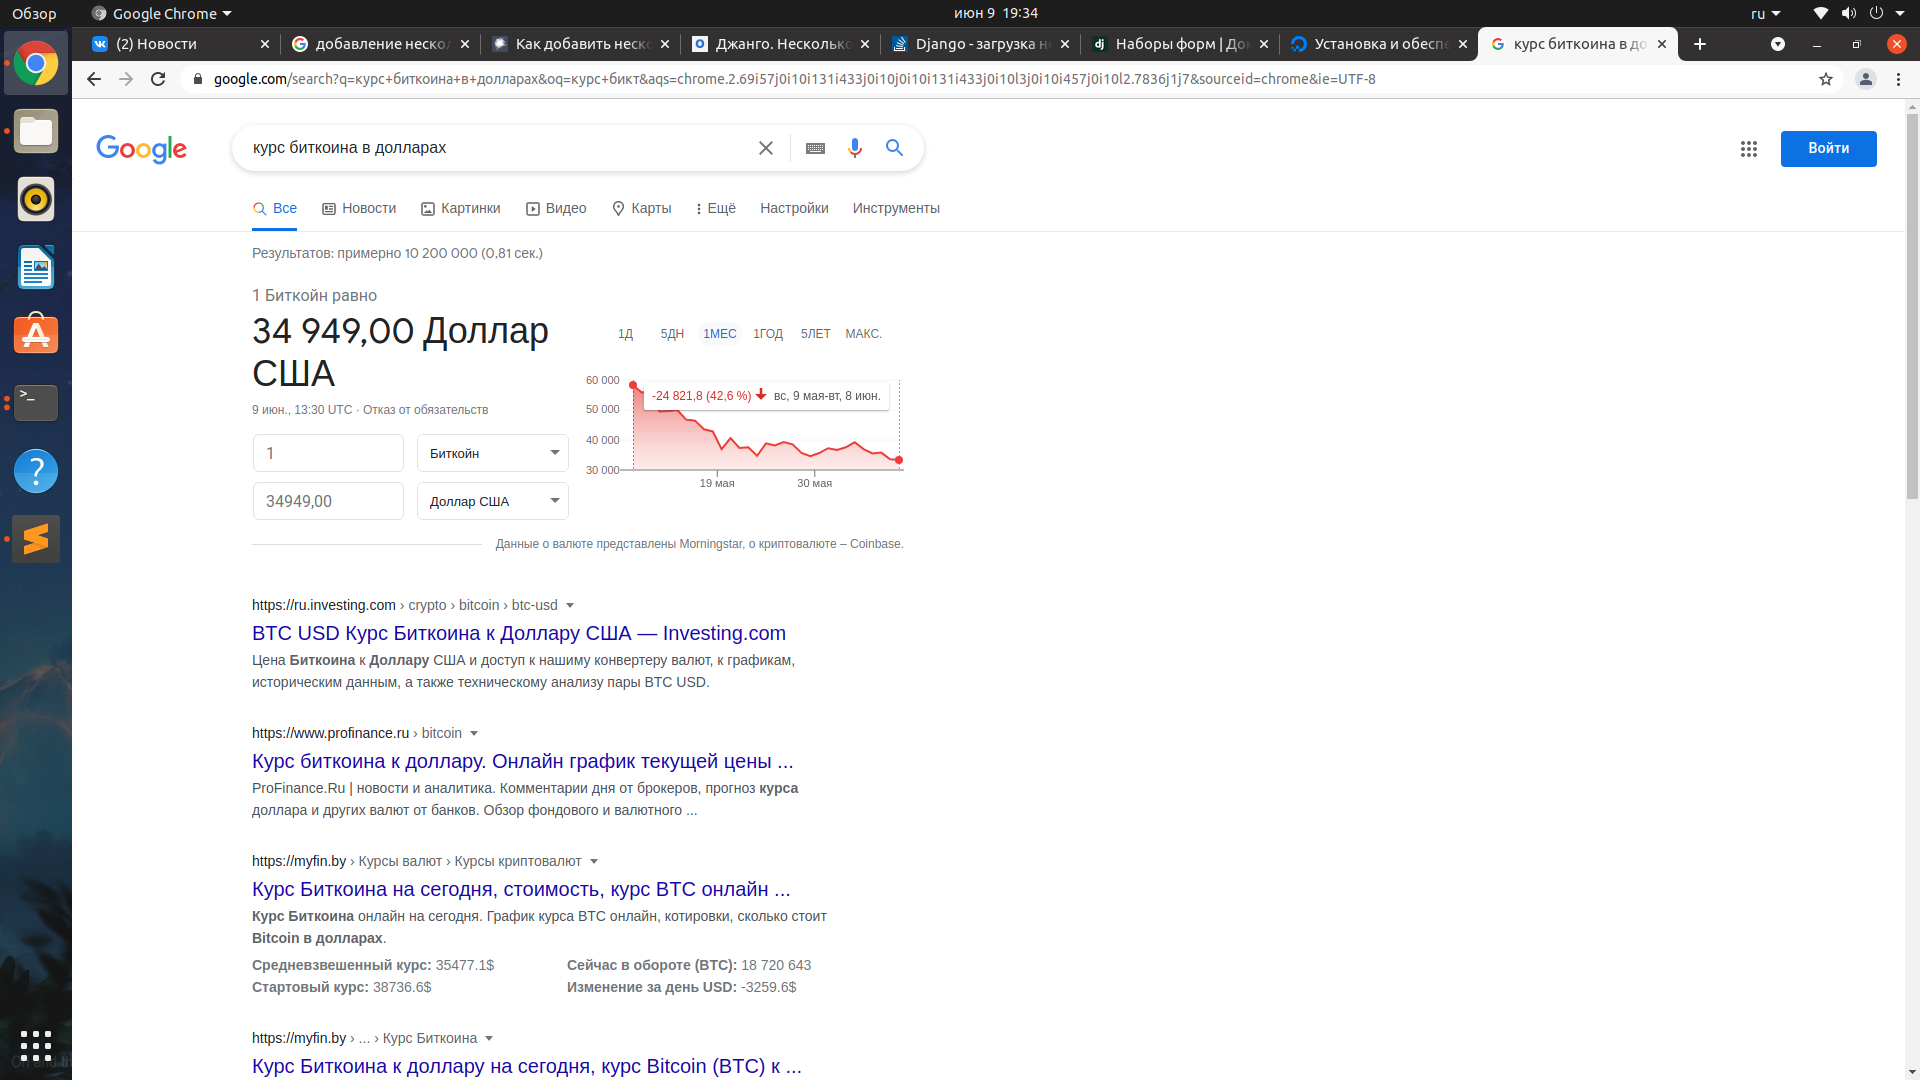 Обзор
Google Chrome
июн 9 19:34
ru
(2) Новости
добавление неско
Как добавить неск
Джанго. Нескольк
Django - загрузка н
Наборы форм | До
Установка и обеспе
курс биткоина в до
google.com/search?q=курс+биткоина+в+долларах&oq=курс+бикт&aqs=chrome.2.69i57j0i10i131i433j0i10j0i10i131i433j0i10l3j0i10i457j0i10l2.7836j1j7&sourceid=chrome&ie=UTF-8
Google
курс биткоина в долларах
Войти
Все
Новости
Картинки
Видео
Карты
Ещё
Настройки
Инструменты
Результатов: примерно 10 200 000 (0,81 сек.)
1 Биткойн равно
34 949,00 Доллар
США
9 июн., 13:30 UTC · Отказ от обязательств
1
Биткойн
34949,00
Доллар США
1Д
5ДН
1МЕС
1ГОД
5ЛЕТ
МАКС.
60 000
50 000
40 000
30 000
-24 821,8 (42,6 %) вс, 9 мая-вт, 8 июн.
19 мая
30 мая
Данные о валюте представлены Morningstar, о криптовалюте – Coinbase.
https://ru.investing.com › crypto › bitcoin › btc-usd
BTC USD Курс Биткоина к Доллару США — Investing.com
Цена Биткоина к Доллару США и доступ к нашиму конвертеру валют, к графикам,
историческим данным, а также техническому анализу пары BTC USD.
https://www.profinance.ru › bitcoin
Курс биткоина к доллару. Онлайн график текущей цены ...
ProFinance.Ru | новости и аналитика. Комментарии дня от брокеров, прогноз курса
доллара и других валют от банков. Обзор фондового и валютного ...
https://myfin.by › Курсы валют › Курсы криптовалют
Курс Биткоина на сегодня, стоимость, курс BTC онлайн ...
Курс Биткоина онлайн на сегодня. График курса BTC онлайн, котировки, сколько стоит
Bitcoin в долларах.
Средневзвешенный курс: 35477.1$
Сейчас в обороте (BTC): 18 720 643
Стартовый курс: 38736.6$
Изменение за день USD: -3259.6$
https://myfin.by › ... › Курс Биткоина
Курс Биткоина к доллару на сегодня, курс Bitcoin (BTC) к ...